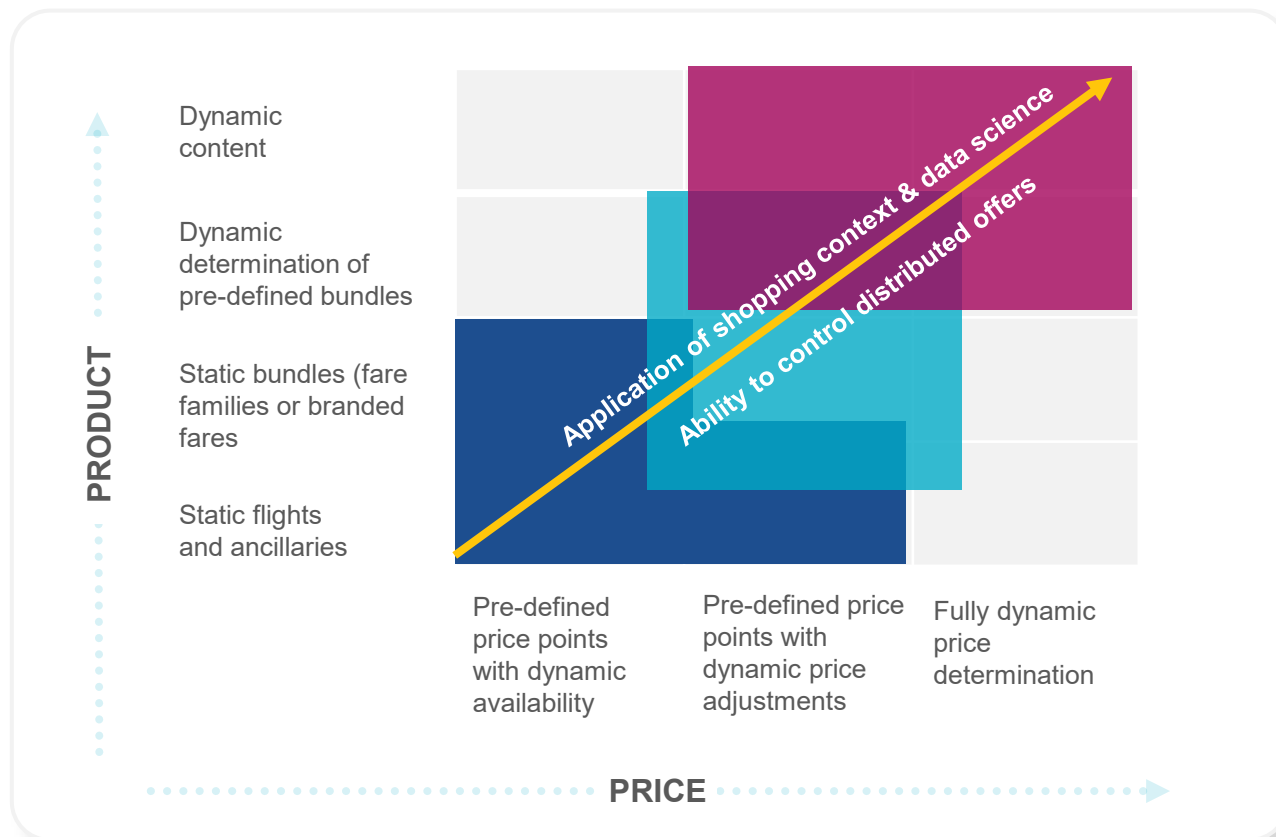 Dynamic
content
Dynamic
determination of
pre-defined bundles
Static bundles (fare
families or branded
fares
Static flights
and ancillaries
PRODUCT
Application of shopping context & data science
Ability to control distributed offers
Pre-defined
price points
with dynamic
availability
Pre-defined price
points with
dynamic price
adjustments
Fully dynamic
price
determination
PRICE